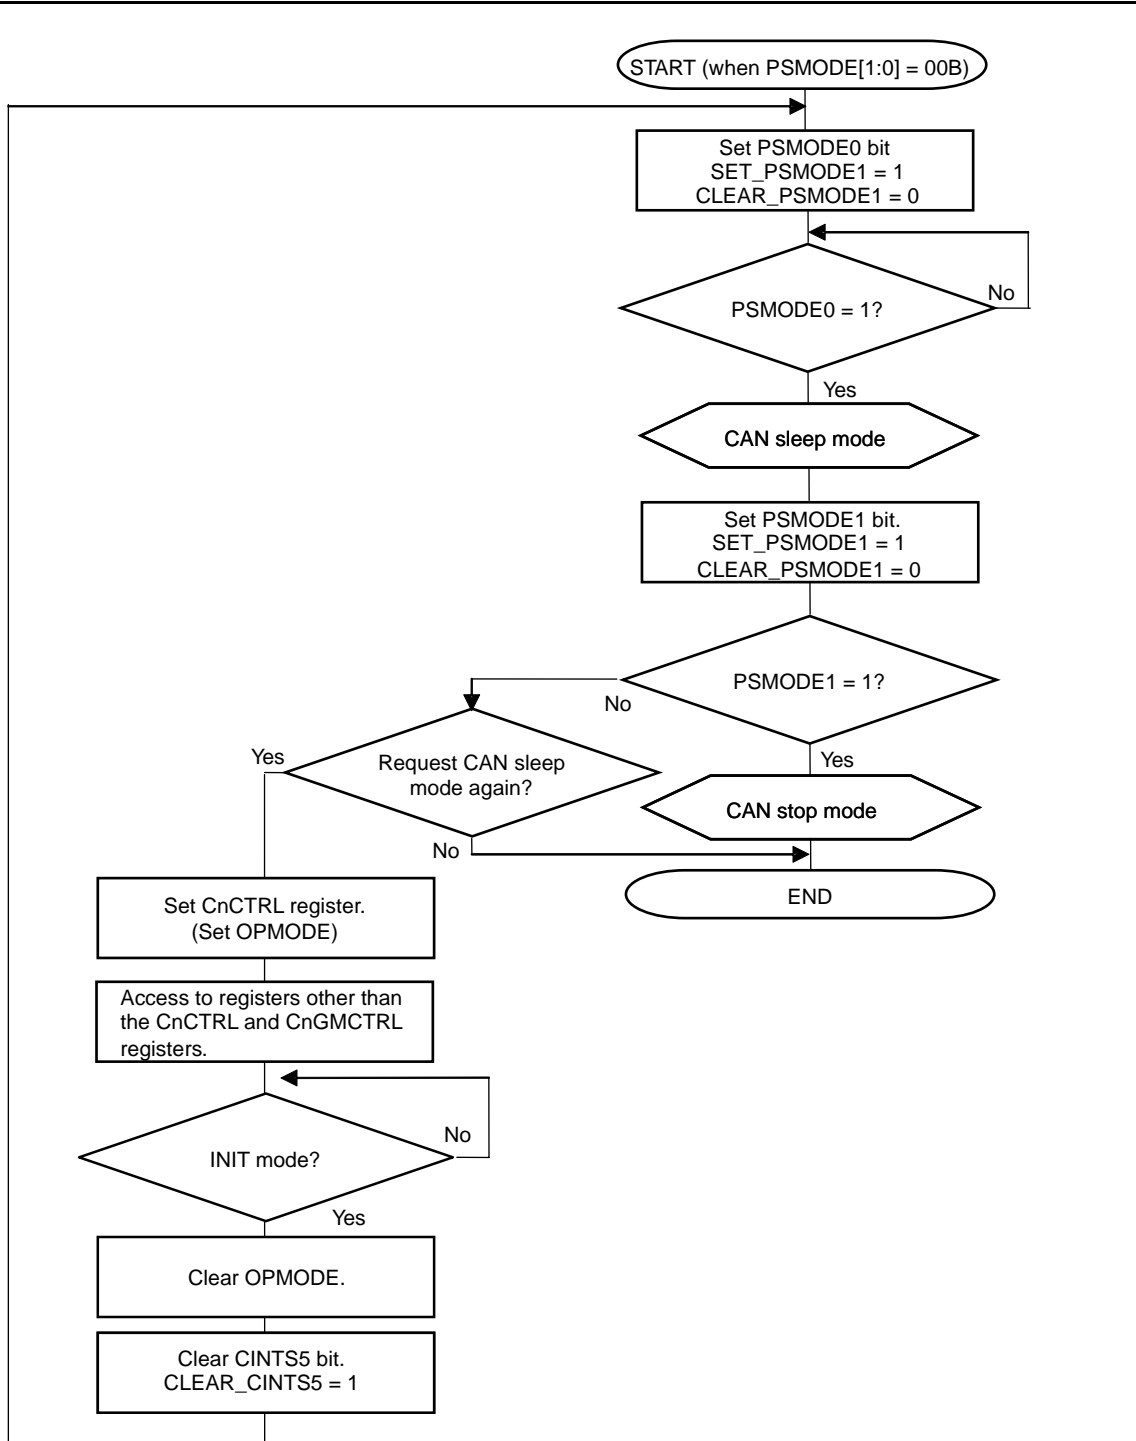 START (when PSMODE[1:0] = 00B)
Set PSMODE0 bit
SET_PSMODE1 = 1
CLEAR_PSMODE1 = 0
No
PSMODE0 = 1?
Yes
CAN sleep mode
Set PSMODE1 bit.
SET_PSMODE1 = 1
CLEAR_PSMODE1 = 0
PSMODE1 = 1?
No
Yes
Request CAN sleep
mode again?
Yes
CAN stop mode
No
END
Set CnCTRL register.
(Set OPMODE)
Access to registers other than
the CnCTRL and CnGMCTRL
registers.
No
INIT mode?
Yes
Clear OPMODE.
Clear CINTS5 bit.
CLEAR_CINTS5 = 1